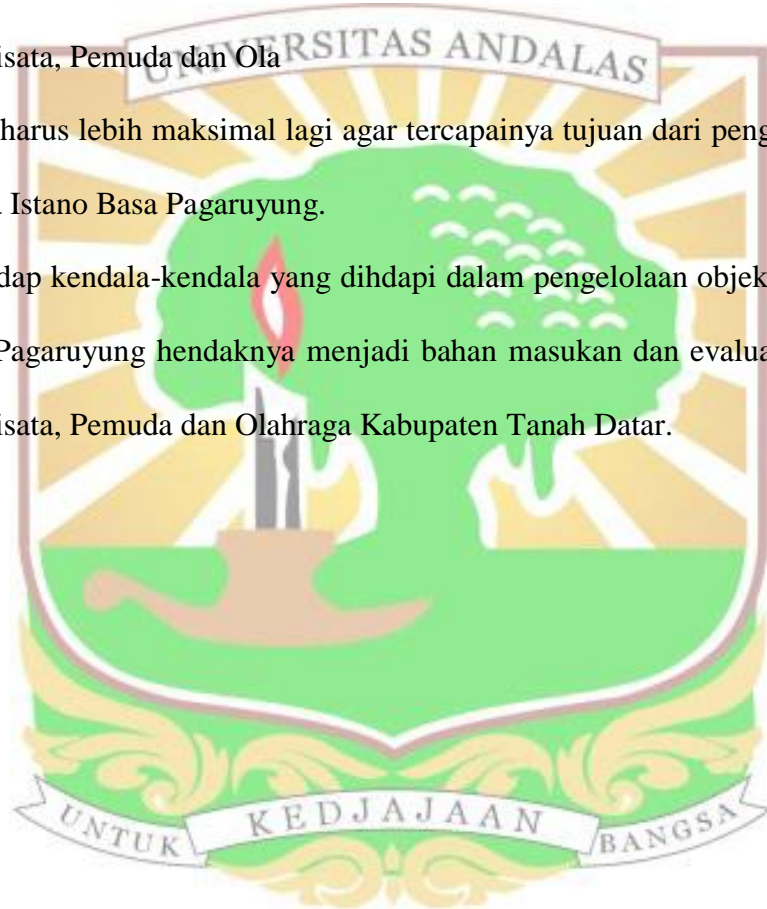 UNIVERSITAS ANDALAS
isata, Pemuda dan Ola
harus lebih maksimal lagi agar tercapainya tujuan dari peng
Istano Basa Pagaruyung.
dap kendala-kendala yang dihdapi dalam pengelolaan objek
Pagaruyung hendaknya menjadi bahan masukan dan evalua
isata, Pemuda dan Olahraga Kabupaten Tanah Datar.
UNTUK KEDJAJAAN BANGSA